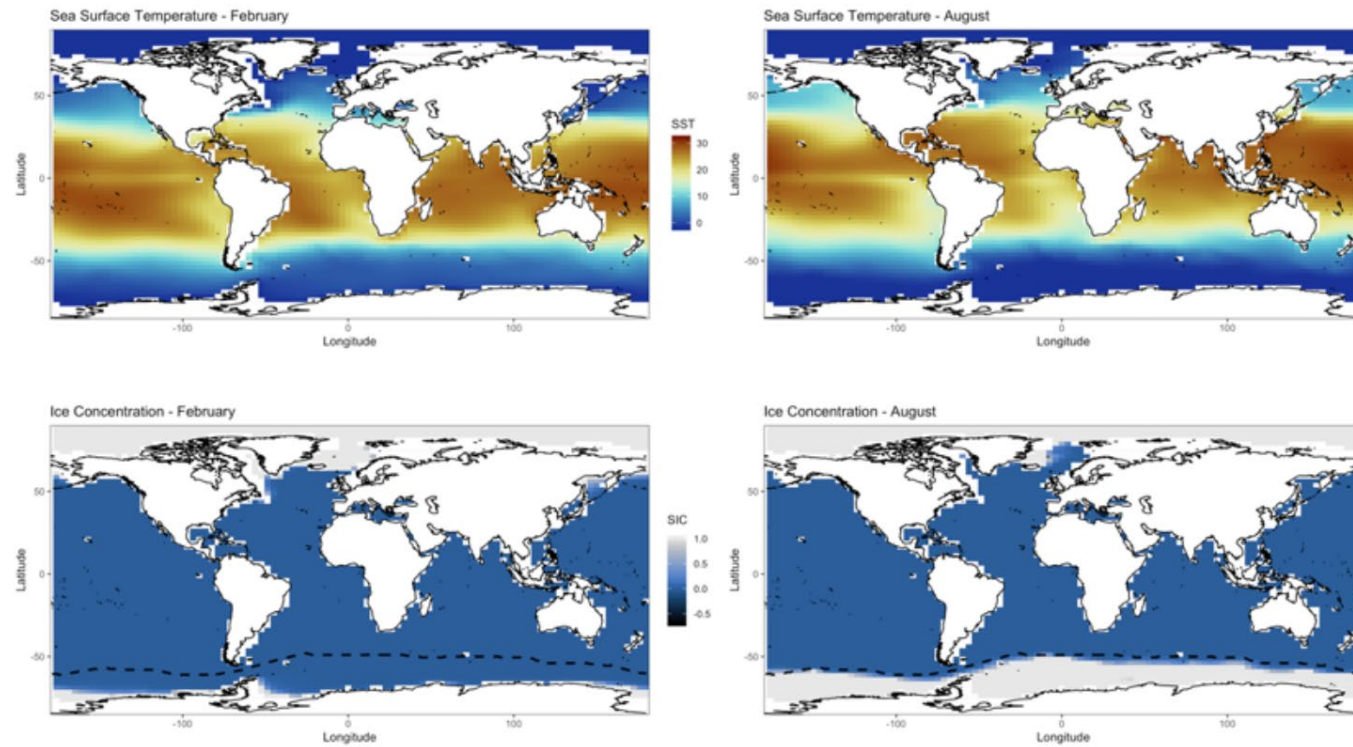 Sea Surface Temperature - February
50
0
-50
Latitude
-100
0
100
Longitude
SST
30
20
10
0
Sea Surface Temperature - August
50
0
-50
Latitude
-100
0
100
Longitude
Ice Concentration - February
50
0
-50
Latitude
-100
0
100
Longitude
SIC
1.0
0.5
0.0
-0.5
Ice Concentration - August
50
0
-50
Latitude
-100
0
100
Longitude